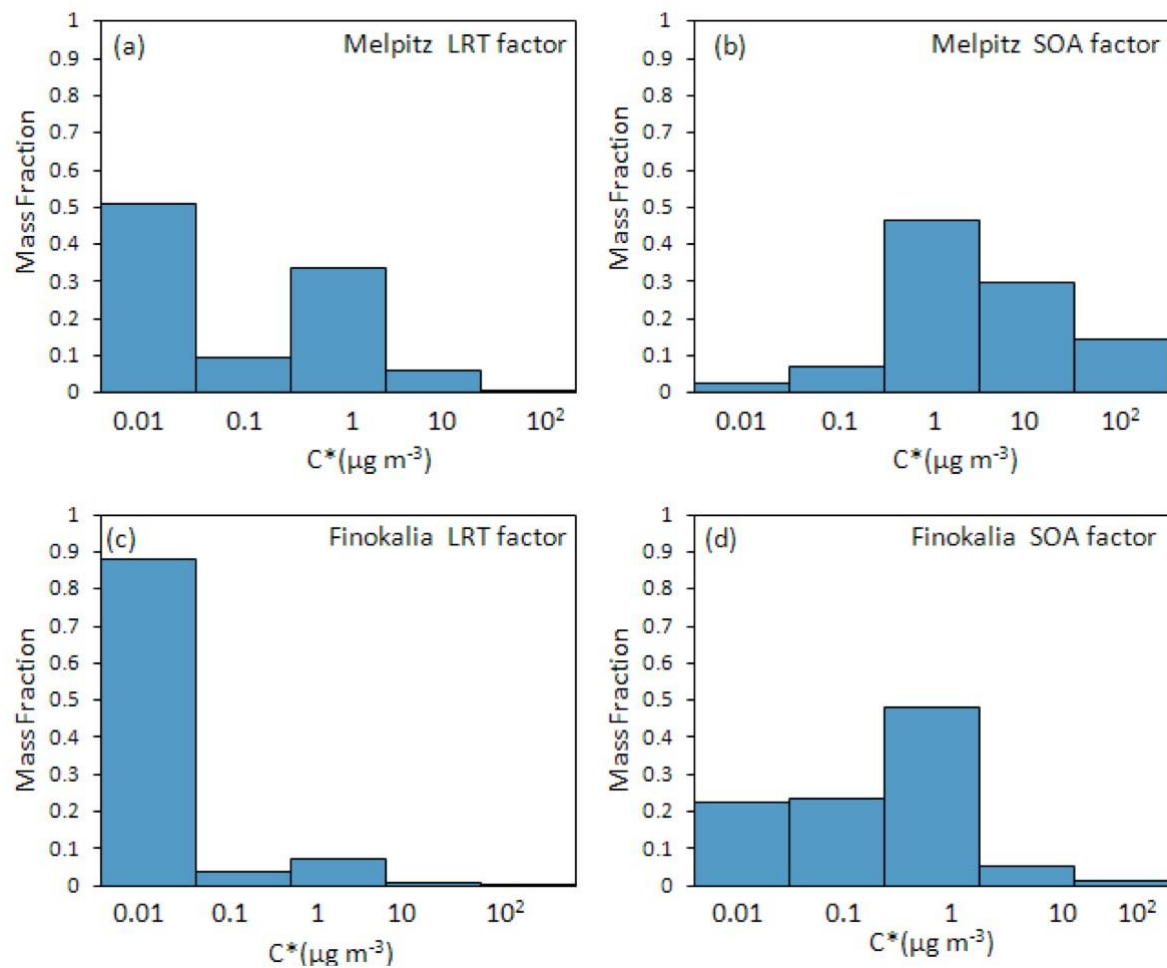 (a) Melpitz LRT factor
1
0.9
0.8
0.7
0.6
0.5
0.4
0.3
0.2
0.1
0
Mass Fraction
0.01 0.1 1 10 10²
C*(µg m⁻³)
(b) Melpitz SOA factor
1
0.9
0.8
0.7
0.6
0.5
0.4
0.3
0.2
0.1
0
Mass Fraction
0.01 0.1 1 10 10²
C*(µg m⁻³)
(c) Finokalia LRT factor
1
0.9
0.8
0.7
0.6
0.5
0.4
0.3
0.2
0.1
0
Mass Fraction
0.01 0.1 1 10 10²
C*(µg m⁻³)
(d) Finokalia SOA factor
1
0.9
0.8
0.7
0.6
0.5
0.4
0.3
0.2
0.1
0
Mass Fraction
0.01 0.1 1 10 10²
C*(µg m⁻³)